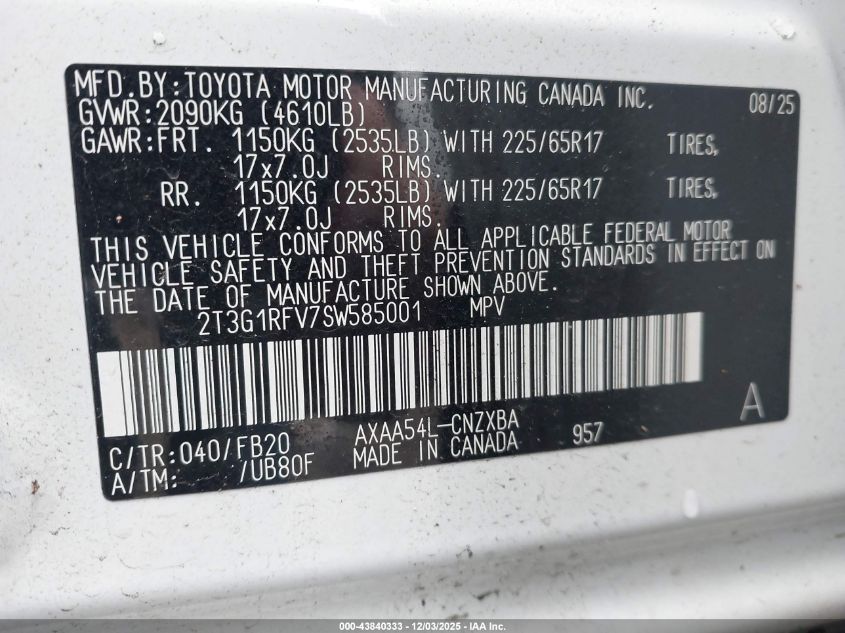 MFD.BY:TOYOTA MOTOR MANUFACTURING CANADA INC. 08/25
GVWR:2090KG (4610LB)
GAWR:FRT. 1150KG (2535LB) WITH 225/65R17 TIRES,
17x7.0J RIMS.
RR. 1150KG (2535LB) WITH 225/65R17 TIRES,
17x7.0J RIMS.
THIS VEHICLE CONFORMS TO ALL APPLICABLE FEDERAL MOTOR
VEHICLE SAFETY AND THEFT PREVENTION STANDARDS IN EFFECT ON
THE DATE OF MANUFACTURE SHOWN ABOVE.
2T3G1RFV7SW585001 MPV
A
C/TR:040/FB20 AXAA54L-CNZXBA 957
A/TM: /UB80F MADE IN CANADA
000-43840333 - 12/03/2025 - IAA Inc.